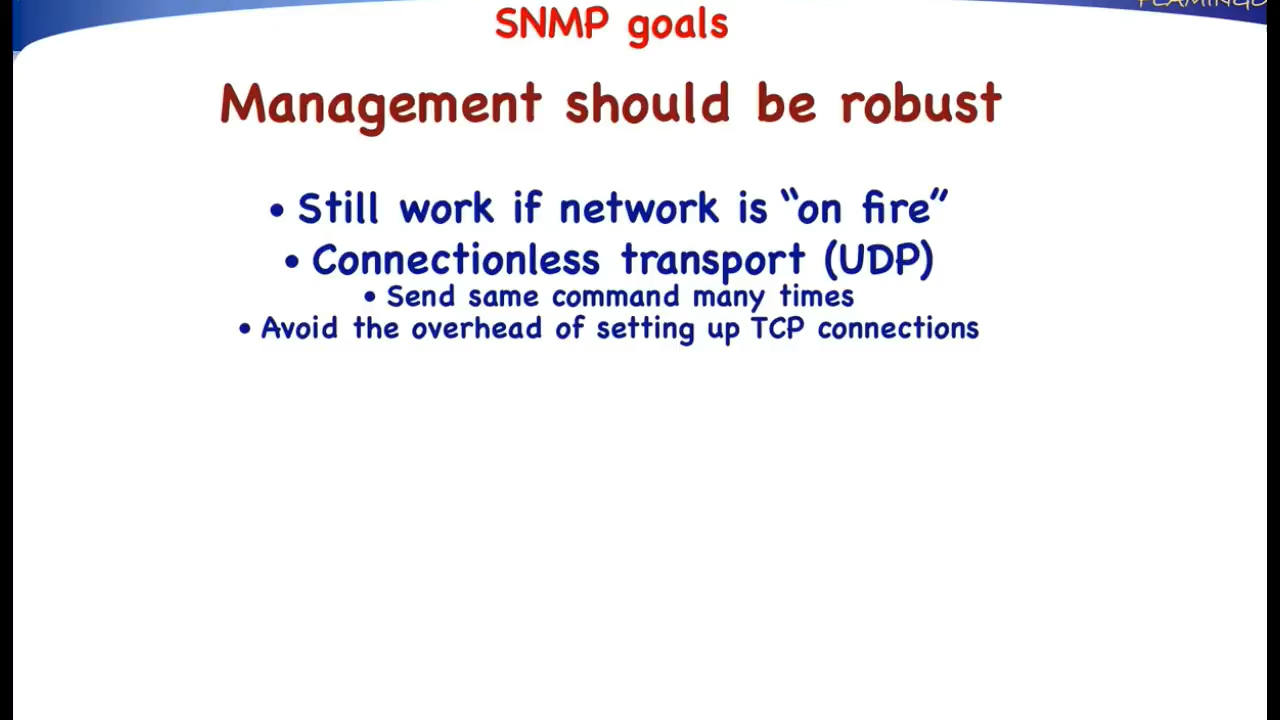 FLAMINGO
SNMP goals
Management should be robust
• Still work if network is “on fire”
• Connectionless transport (UDP)
• Send same command many times
• Avoid the overhead of setting up TCP connections